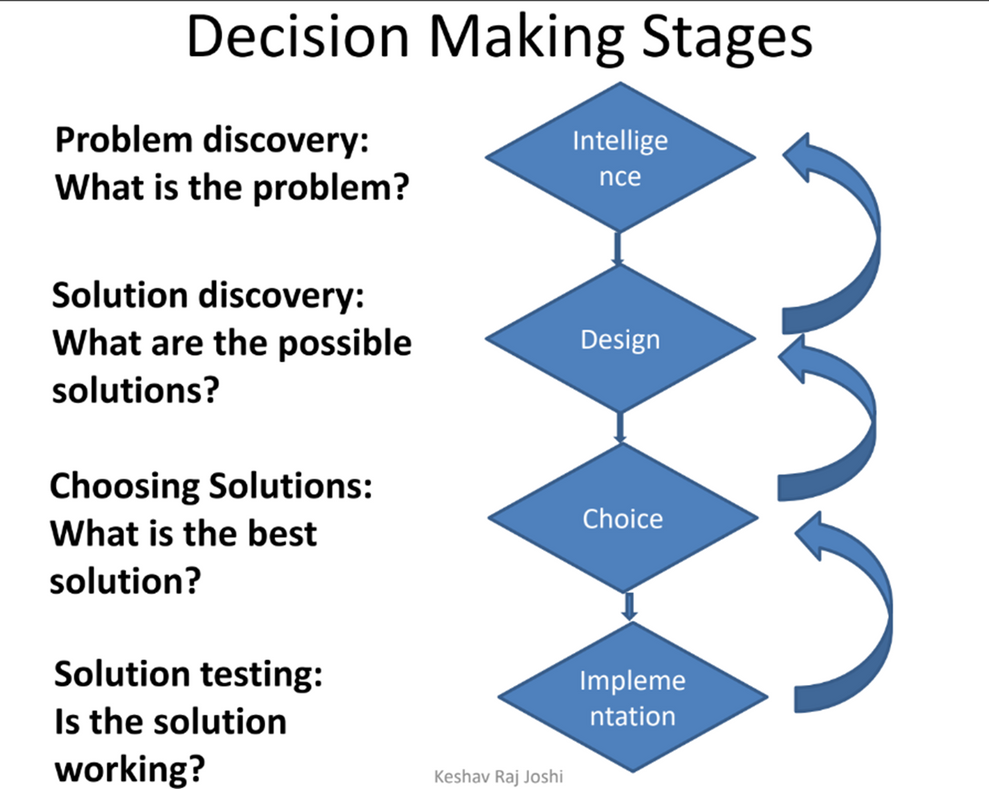 Decision Making Stages
Problem discovery:
What is the problem?
Intellige
nce
Solution discovery:
What are the possible
solutions?
Design
Choosing Solutions:
What is the best
solution?
Choice
Solution testing:
Is the solution
working?
Impleme
ntation
Keshav Raj Joshi